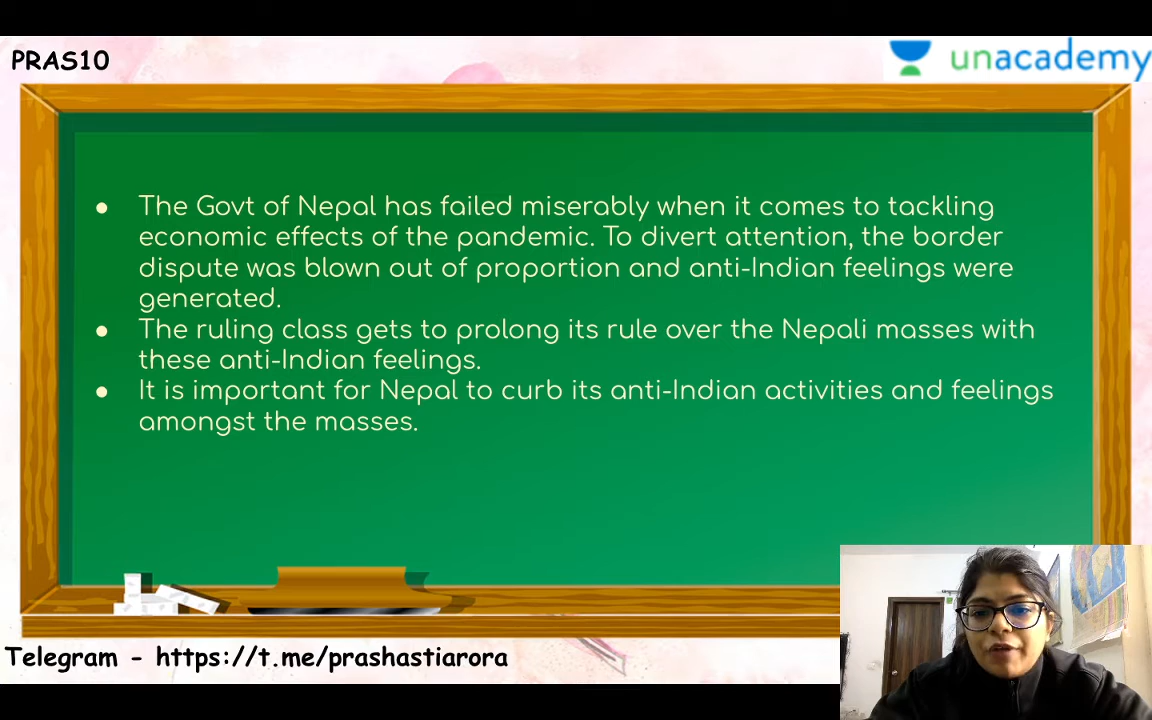 PRAS10
unacademy
● The Govt of Nepal has failed miserably when it comes to tackling
economic effects of the pandemic. To divert attention, the border
dispute was blown out of proportion and anti-Indian feelings were
generated.
● The ruling class gets to prolong its rule over the Nepali masses with
these anti-Indian feelings.
● It is important for Nepal to curb its anti-Indian activities and feelings
amongst the masses.
Telegram - https://t.me/prashastiarora